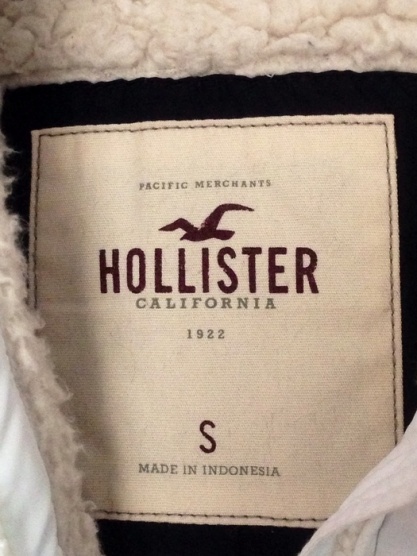 PACIFIC MERCHANTS
HOLLISTER
CALIFORNIA
1922
S
MADE IN INDONESIA